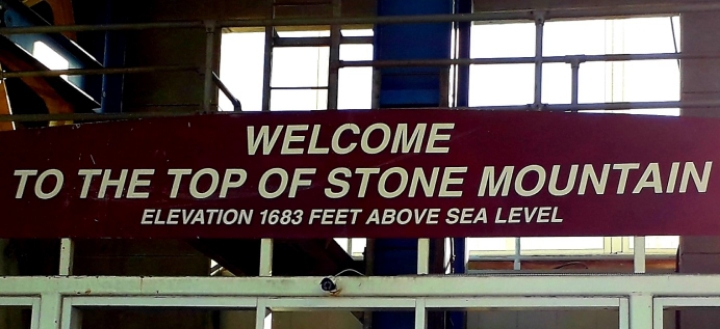 WELCOME
TO THE TOP OF STONE MOUNTAIN
ELEVATION 1683 FEET ABOVE SEA LEVEL